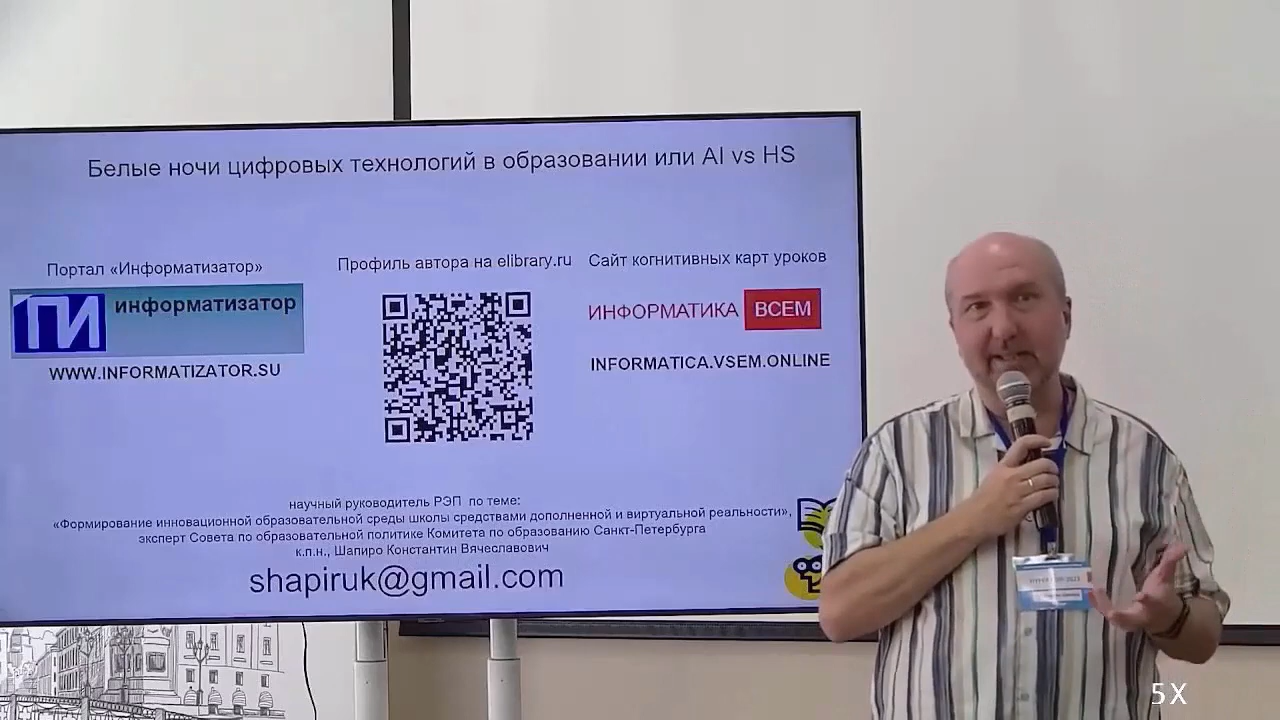 Белые ночи цифровых технологий в образовании или AI vs HS
Портал «Информатизатор»
ПИ информатизатор
WWW.INFORMATIZATOR.SU
Профиль автора на elibrary.ru
Сайт когнитивных карт уроков
ИНФОРМАТИКА ВСЕМ
INFORMATICA.VSEM.ONLINE
научный руководитель РЭП по теме:
«Формирование инновационной образовательной среды школы средствами дополненной и виртуальной реальности»,
эксперт Совета по образовательной политике Комитета по образованию Санкт-Петербурга
к.п.н., Шапиро Константин Вячеславович
shapiruk@gmail.com
5X